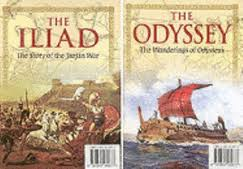 THE
ILIAD
The Story of the Trojan War
THE
ODYSSEY
The Wanderings of Odysseus